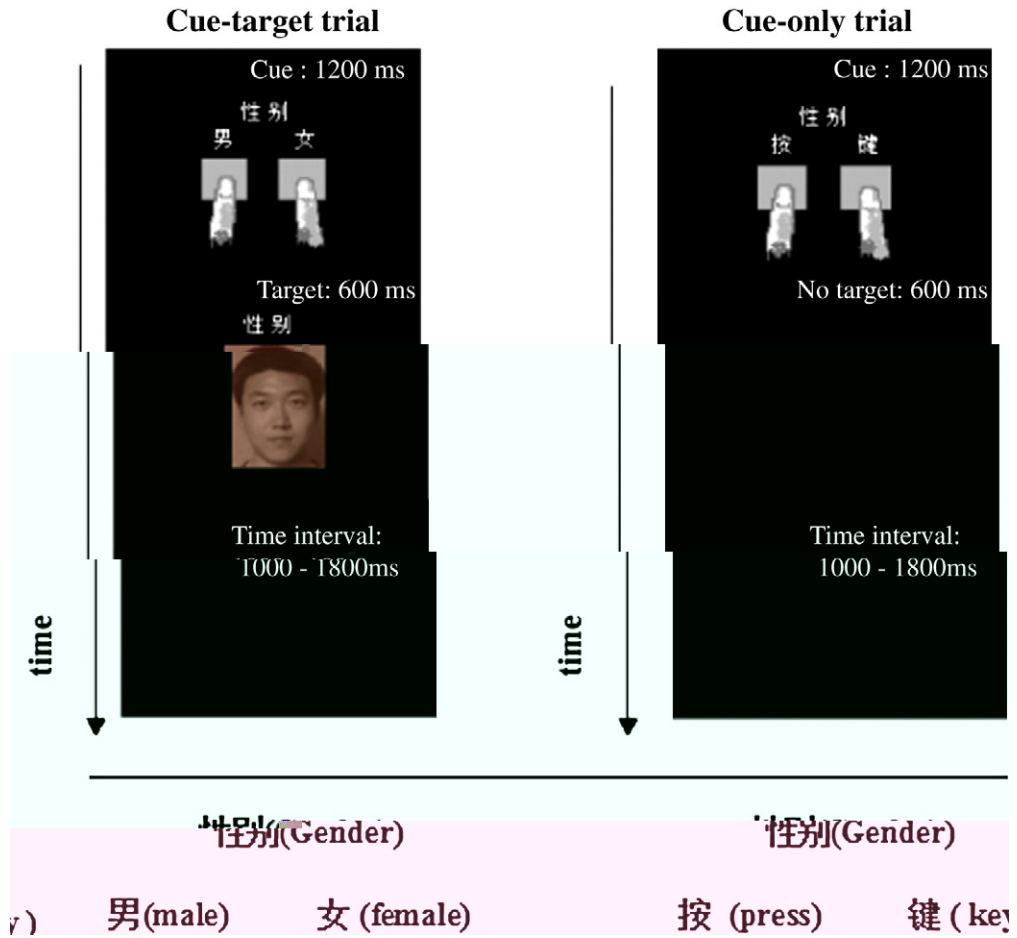 Cue-target trial
Cue : 1200 ms
性 别
男 女
Target: 600 ms
性 别
Time interval:
1000 - 1800ms
time
Cue-only trial
Cue : 1200 ms
性 别
按 键
No target: 600 ms
Time interval:
1000 - 1800ms
time
性别(Gender)
男(male) 女 (female)
性别(Gender)
按 (press) 键 ( key